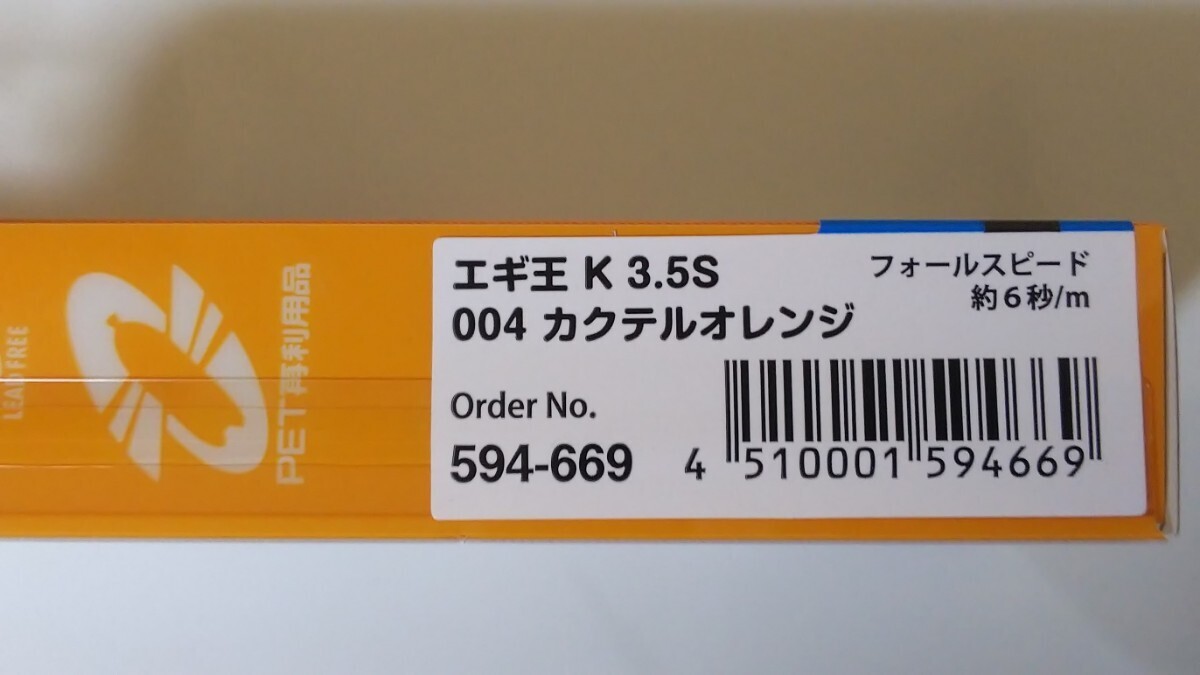 LEAD FREE
PET再利用品
エギ王 K 3.5S
004 カクテルオレンジ
フォールスピード
約6秒/m
Order No.
594-669
4 510001 594669